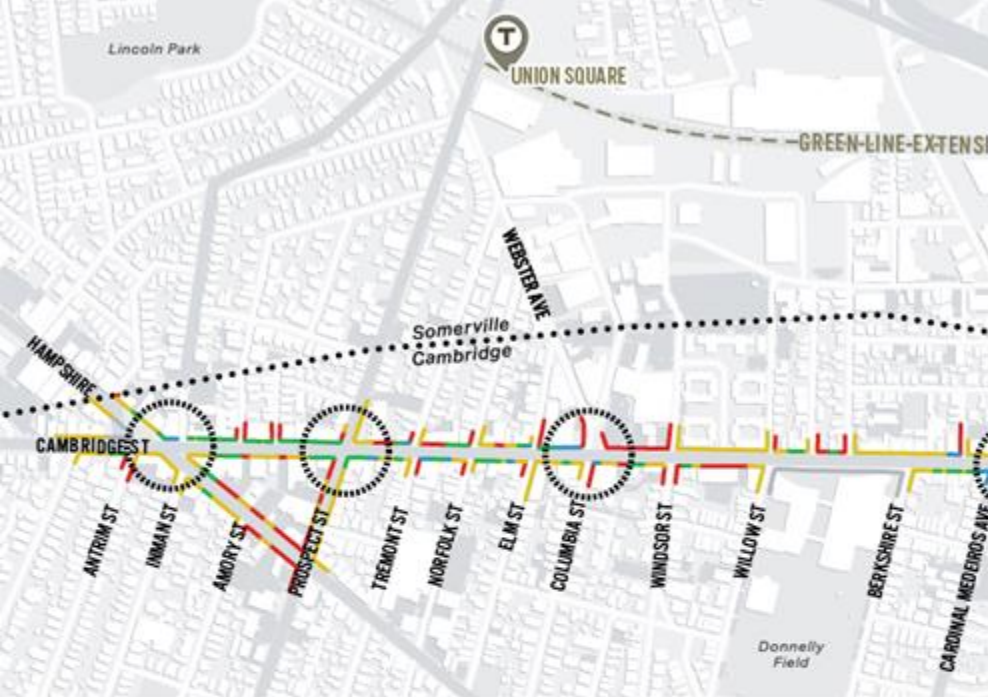 Lincoln Park
T
UNION SQUARE
GREEN-LINE-EXTENS
WEBSTER AVE
Somerville
Cambridge
HAMPSHIRE
CAMBRIDGE ST
ANTRIM ST
INMAN ST
AMORY ST
PROSPECT ST
TREMONT ST
NORFOLK ST
ELM ST
COLUMBIA ST
WINDSOR ST
WILLOW ST
BERKSHIRE ST
CARDINAL MEDEIROS AVE
Donnelly
Field